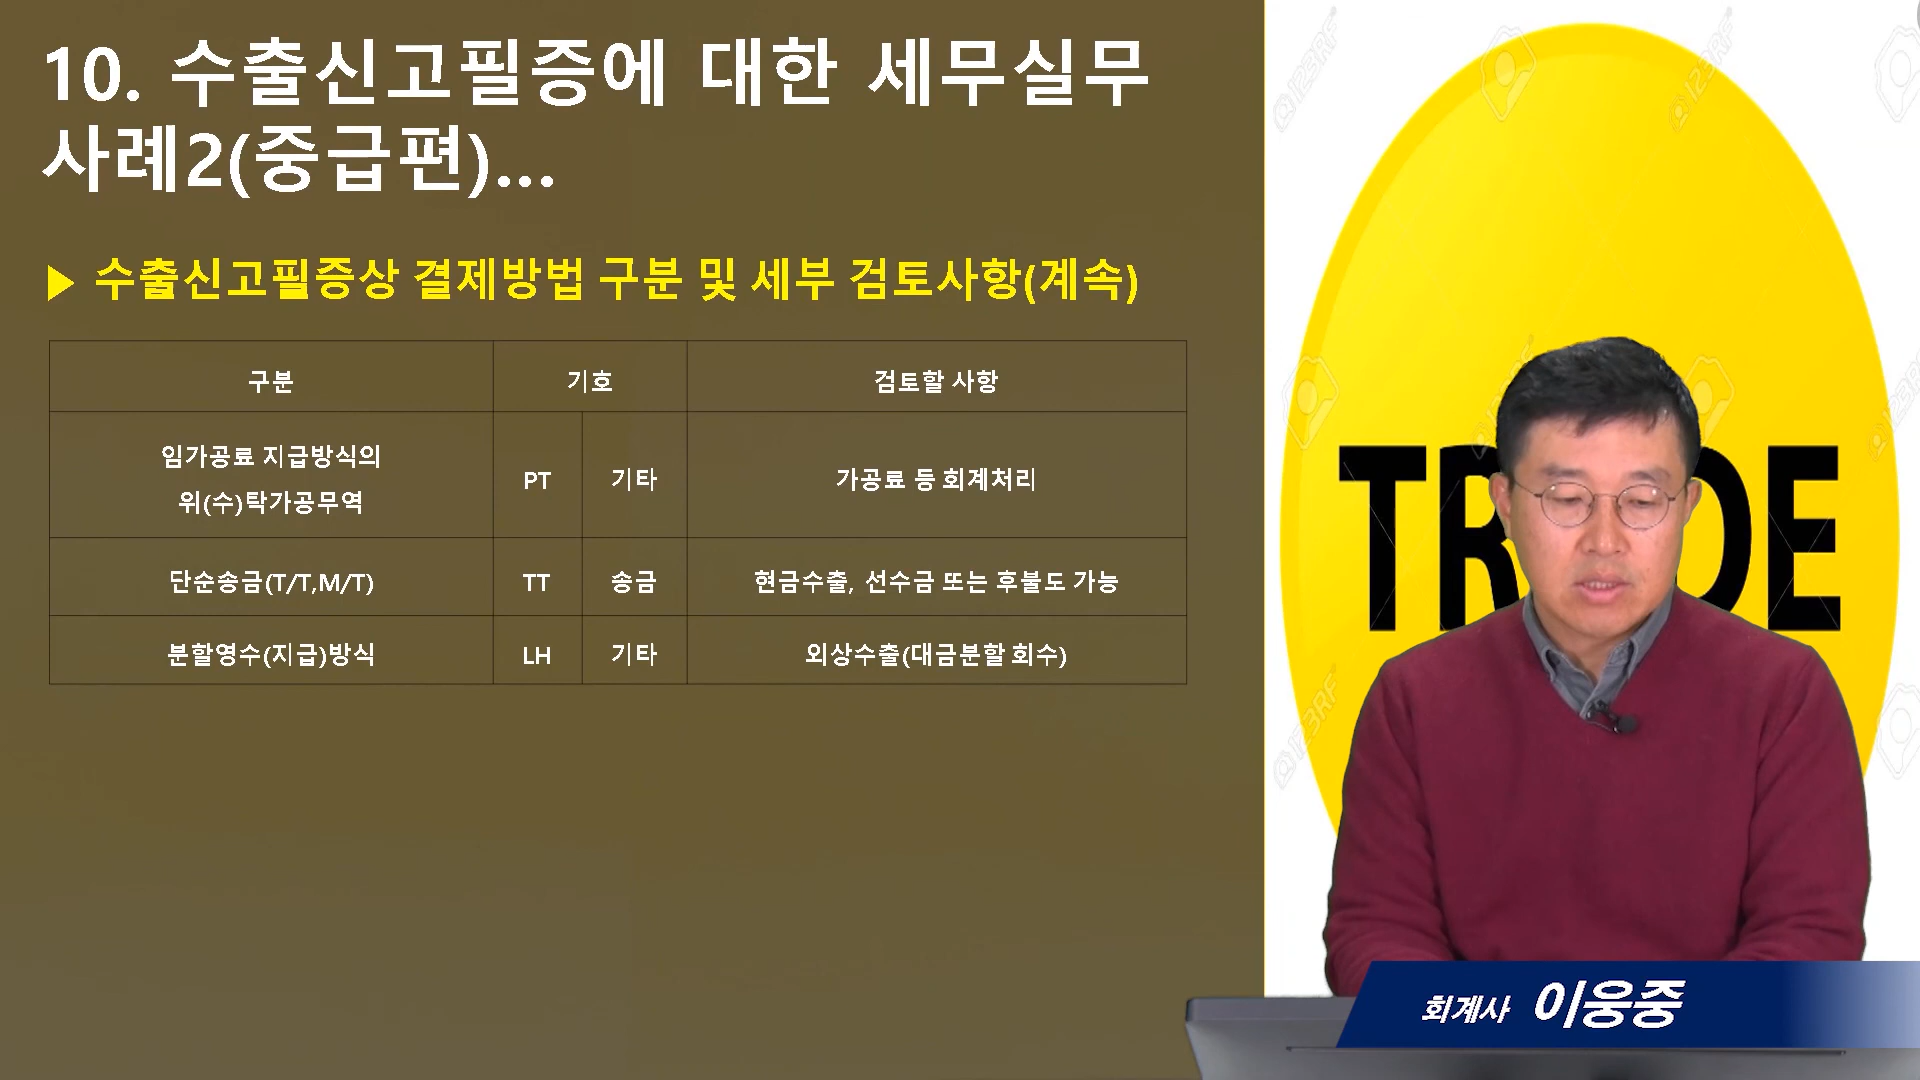 10. 수출신고필증에 대한 세무실무
사례2(중급편)...
▶ 수출신고필증상 결제방법 구분 및 세부 검토사항(계속)
구분 기호 검토할 사항
임가공료 지급방식의
위(수)탁가공무역
PT 기타 가공료 등 회계처리
단순송금(T/T,M/T) TT 송금 현금수출, 선수금 또는 후불도 가능
분할영수(지급)방식 LH 기타 외상수출(대금분할 회수)
TR DE
회계사 이웅중
123RF
123RF
123RF